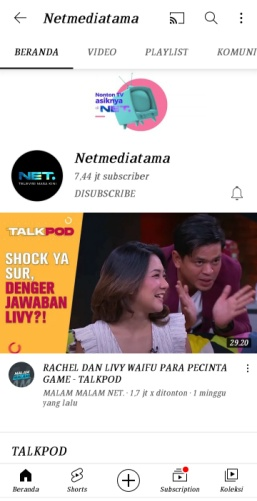 Netmediatama
BERANDA VIDEO PLAYLIST KOMUNI
Nonton TV
asiknya
NET.
TELEVISI MASA KINI
Netmediatama
7,44 jt subscriber
DISUBSCRIBE
TALKPOD
SHOCK YA
SUR,
DENGER
JAWABAN
LIVY?!
29.20
MALAM
RACHEL DAN LIVY WAIFU PARA PECINTA
GAME - TALKPOD
MALAM MALAM NET. · 1,7 jt x ditonton · 1 minggu
yang lalu
TALKPOD
Beranda Shorts Subscription Koleksi